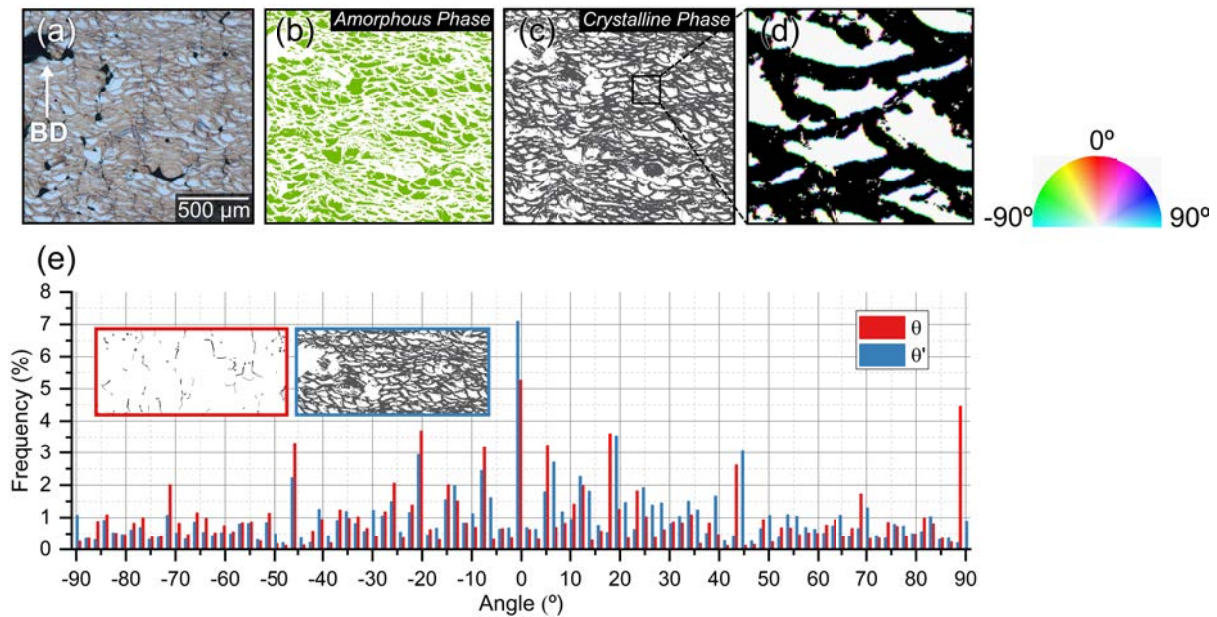 (a)
BD
500 µm
(b)
Amorphous Phase
(c)
Crystalline Phase
(d)
0º
-90º
90º
(e)
Frequency (%)
8
7
6
5
4
3
2
1
0
θ
θ'
-90 -80 -70 -60 -50 -40 -30 -20 -10 0 10 20 30 40 50 60 70 80 90
Angle (º)